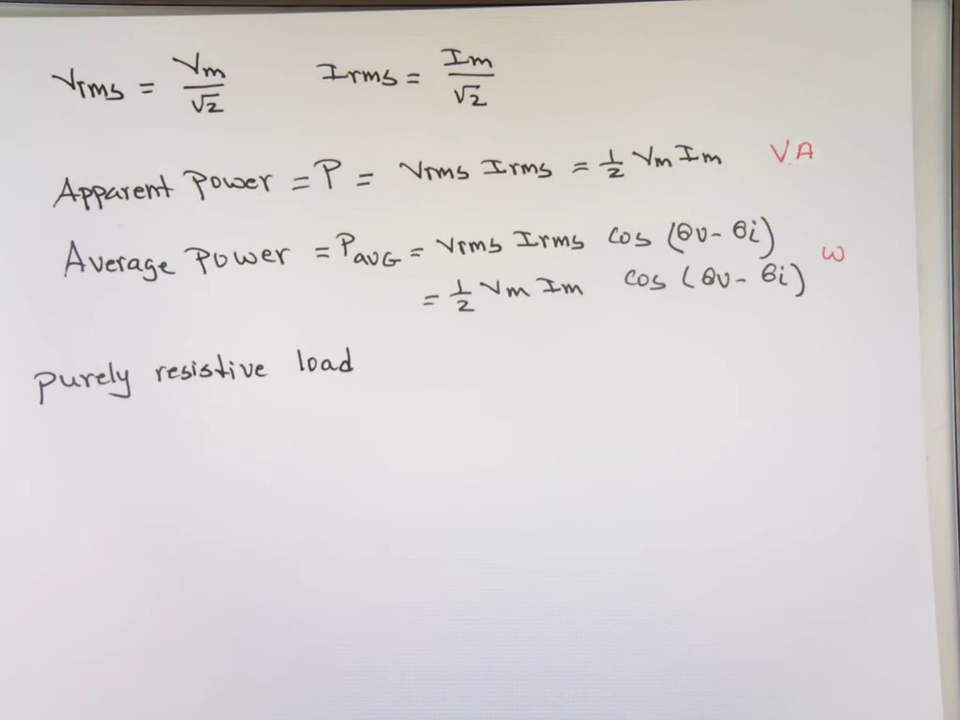 Vrms = Vm/√2 Irms = Im/√2
Apparent Power = P = Vrms Irms = 1/2 Vm Im VA
Average Power = PAVG = Vrms Irms cos (θv - θi) W
= 1/2 Vm Im cos (θv - θi)
Purely resistive load